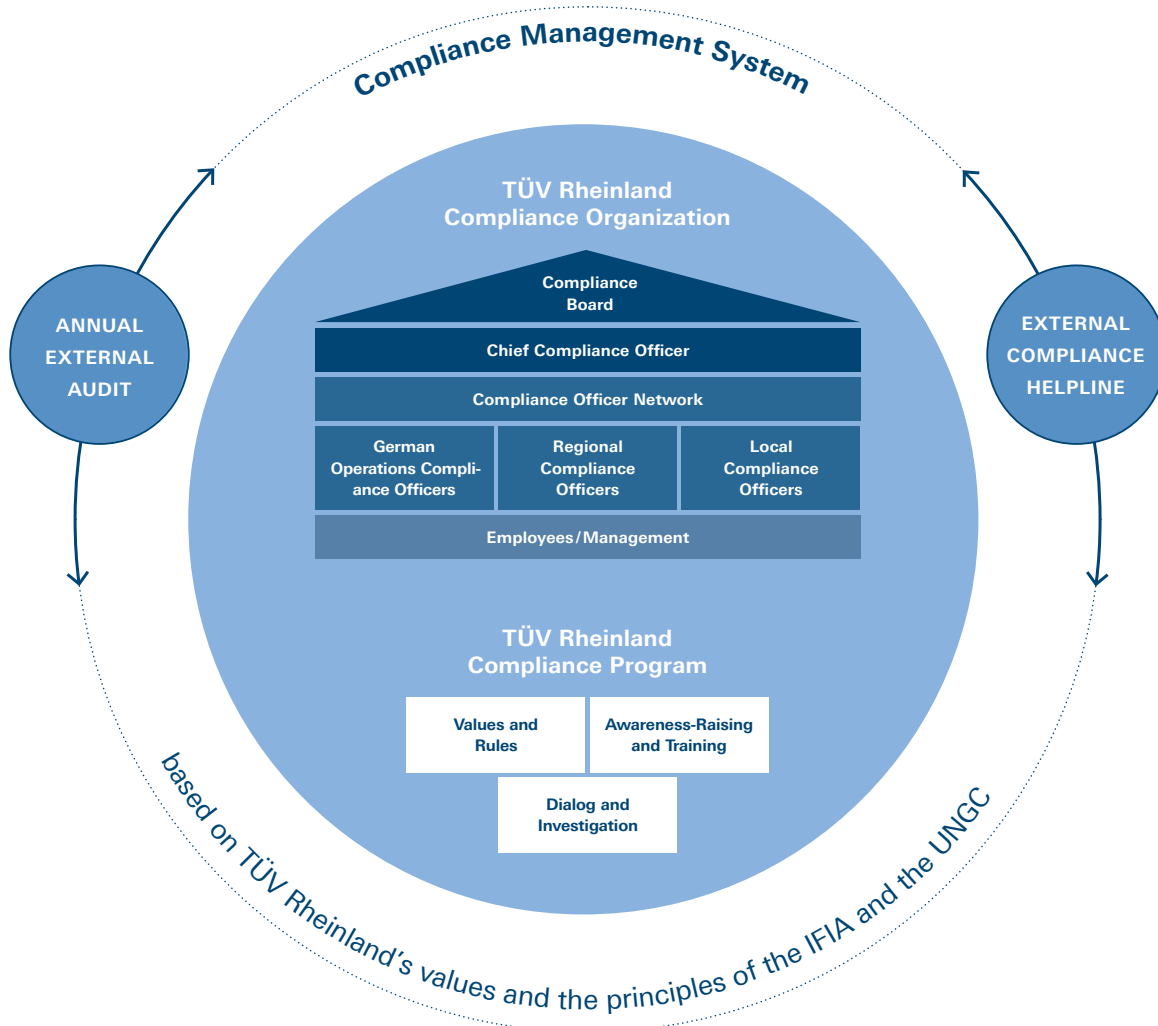 Compliance Management System
TÜV Rheinland
Compliance Organization
Compliance
Board
ANNUAL
EXTERNAL
AUDIT
EXTERNAL
COMPLIANCE
HELPLINE
Chief Compliance Officer
Compliance Officer Network
German
Operations Compli-
ance Officers
Regional
Compliance
Officers
Local
Compliance
Officers
Employees/Management
TÜV Rheinland
Compliance Program
Values and
Rules
Awareness-Raising
and Training
Dialog and
Investigation
based on TÜV Rheinland's values and the principles of the IFIA and the UNGC